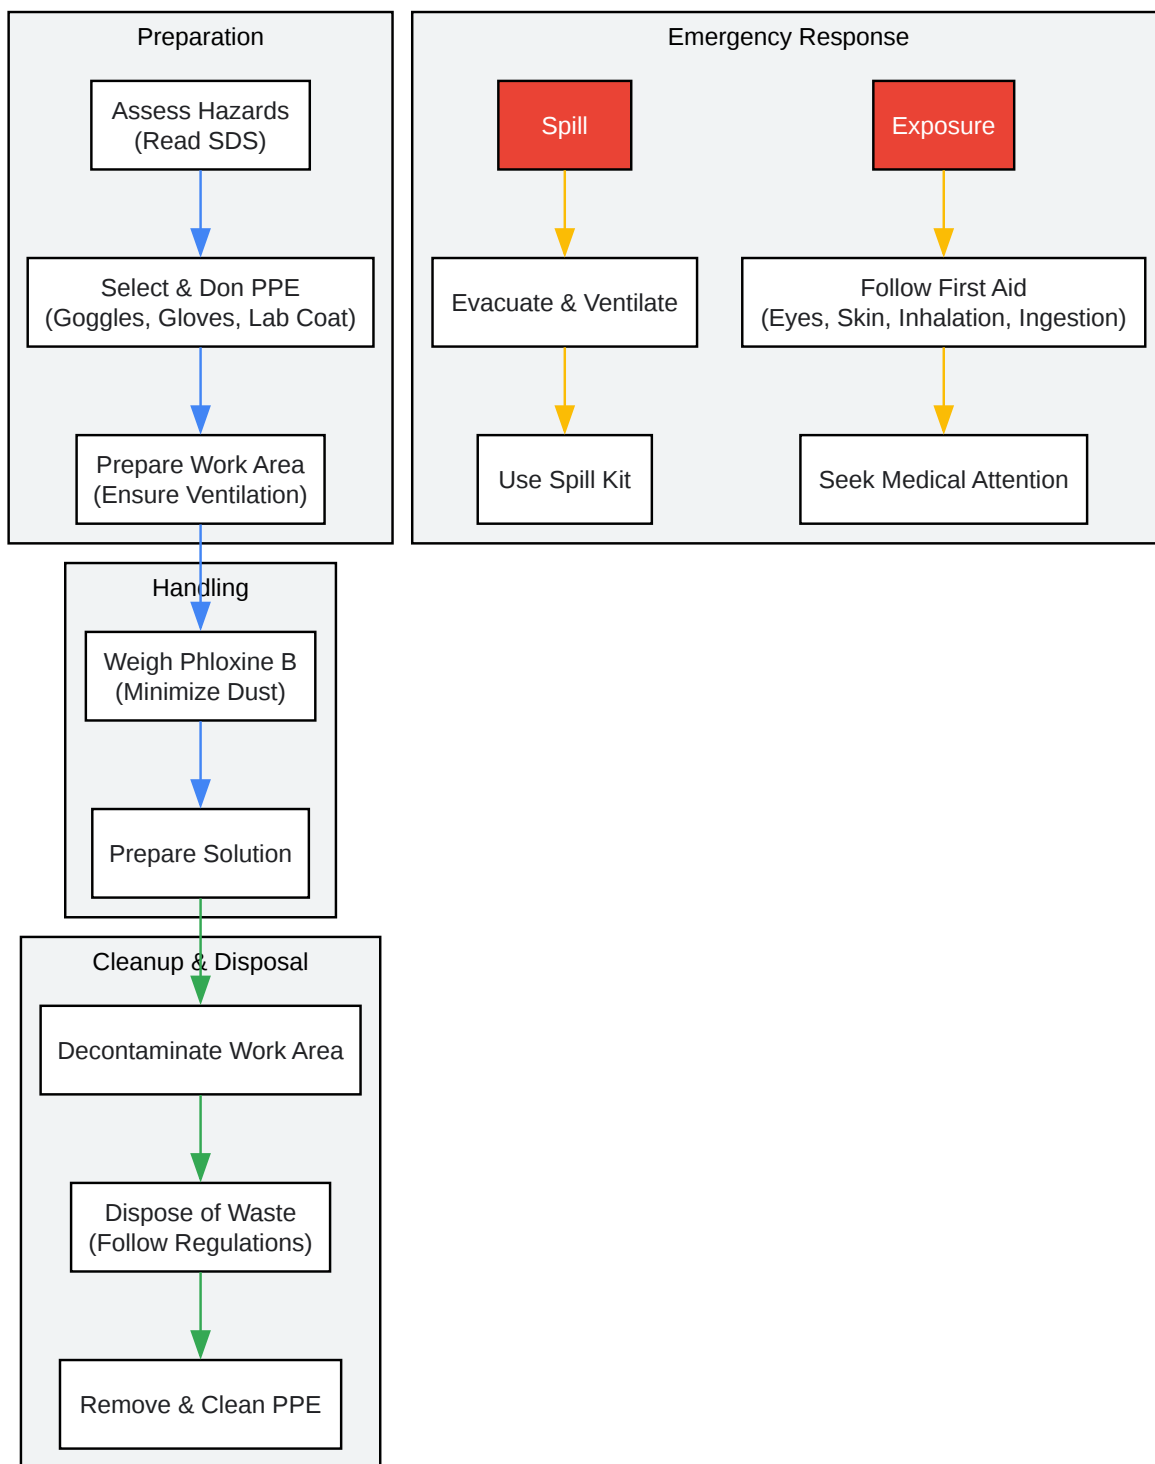 Preparation
Assess Hazards
(Read SDS)
Select & Don PPE
(Goggles, Gloves, Lab Coat)
Prepare Work Area
(Ensure Ventilation)
Handling
Weigh Phloxine B
(Minimize Dust)
Prepare Solution
Cleanup & Disposal
Decontaminate Work Area
Dispose of Waste
(Follow Regulations)
Remove & Clean PPE
Emergency Response
Spill
Evacuate & Ventilate
Use Spill Kit
Exposure
Follow First Aid
(Eyes, Skin, Inhalation, Ingestion)
Seek Medical Attention